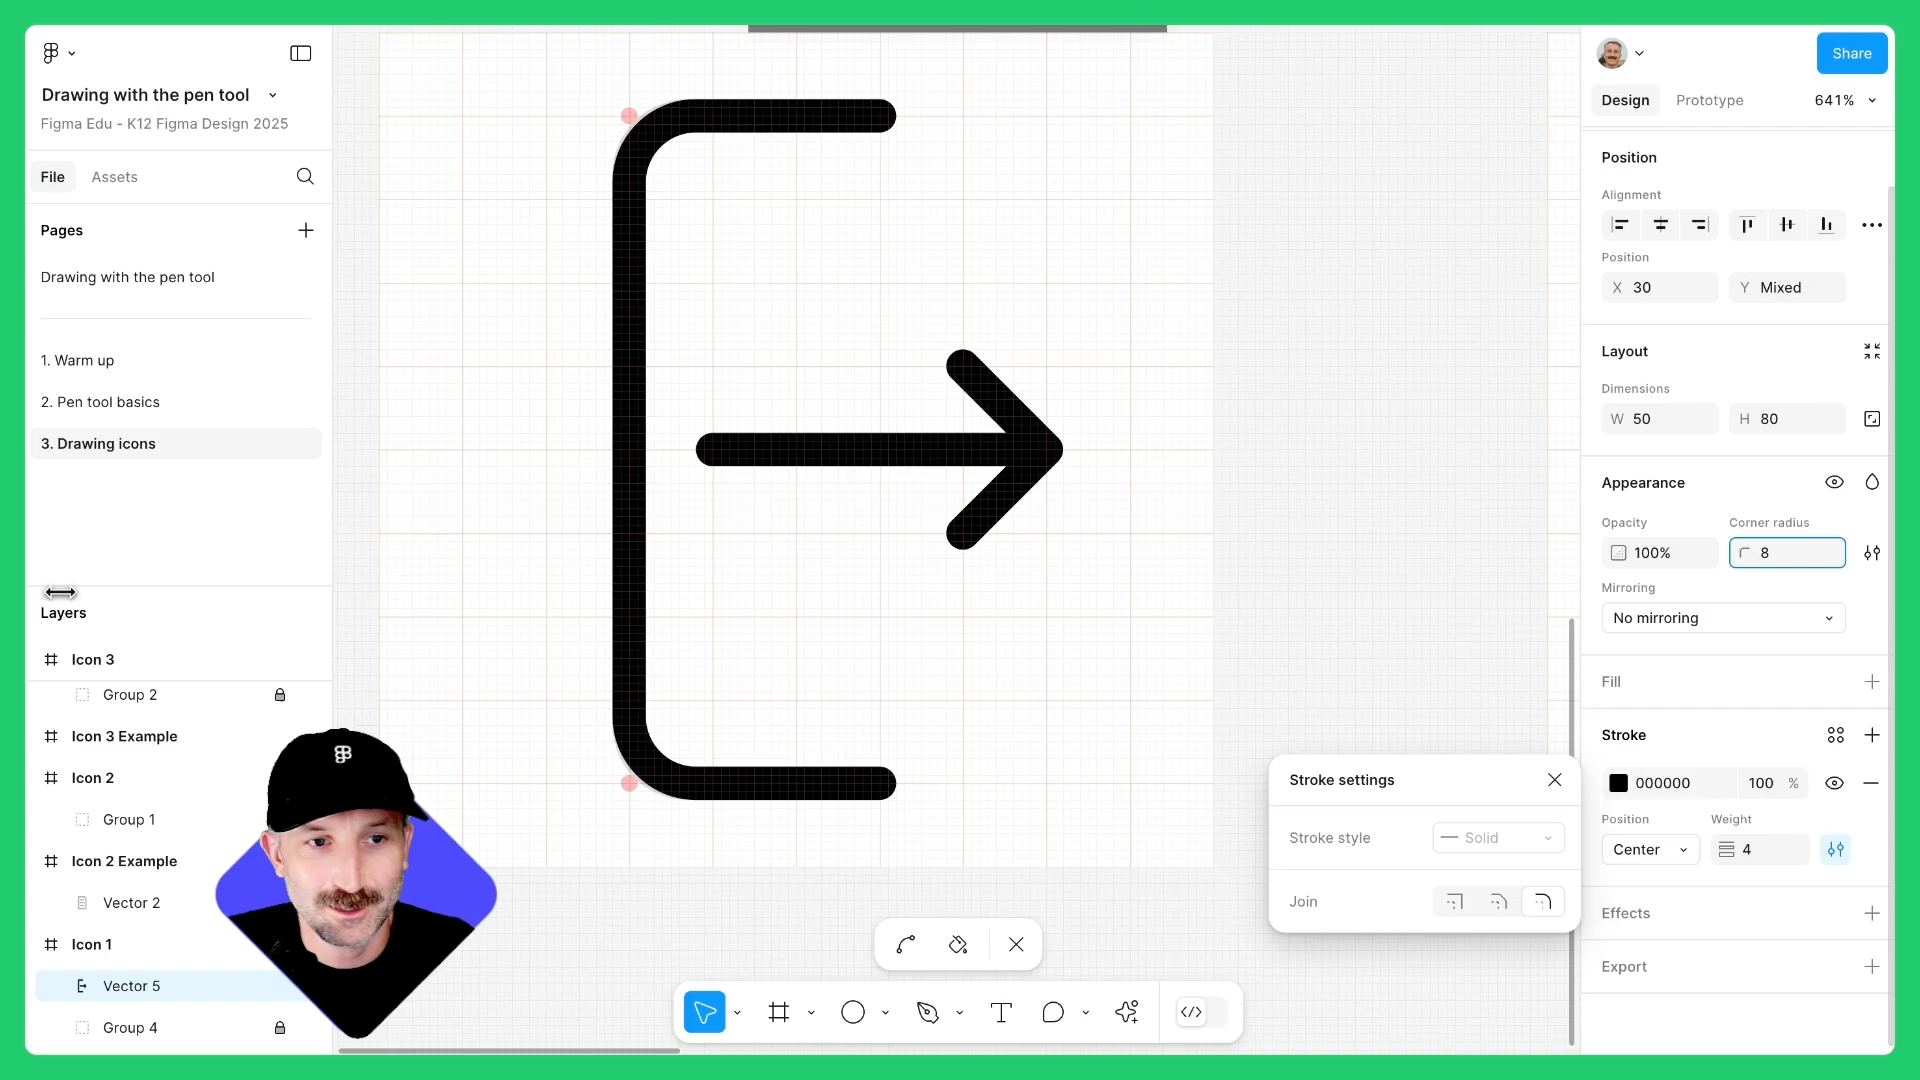 Drawing with the pen tool
Figma Edu - K12 Figma Design 2025
File
Assets
Pages
Drawing with the pen tool
1. Warm up
2. Pen tool basics
3. Drawing icons
Layers
Icon 3
Group 2
Icon 3 Example
Icon 2
Group 1
Icon 2 Example
Vector 2
Icon 1
Vector 5
Group 4
Share
Design
Prototype
641%
Position
Alignment
Position
X 30
Y Mixed
Layout
Dimensions
W 50
H 80
Appearance
Opacity
Corner radius
100%
8
Mirroring
No mirroring
Fill
Stroke
000000
100 %
Position
Weight
Center
4
Effects
Export
Stroke settings
Stroke style
Solid
Join